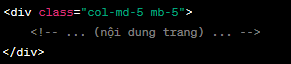 <div class="col-md-5 mb-5">
<!-- ... (nội dung trang) ... -->
</div>